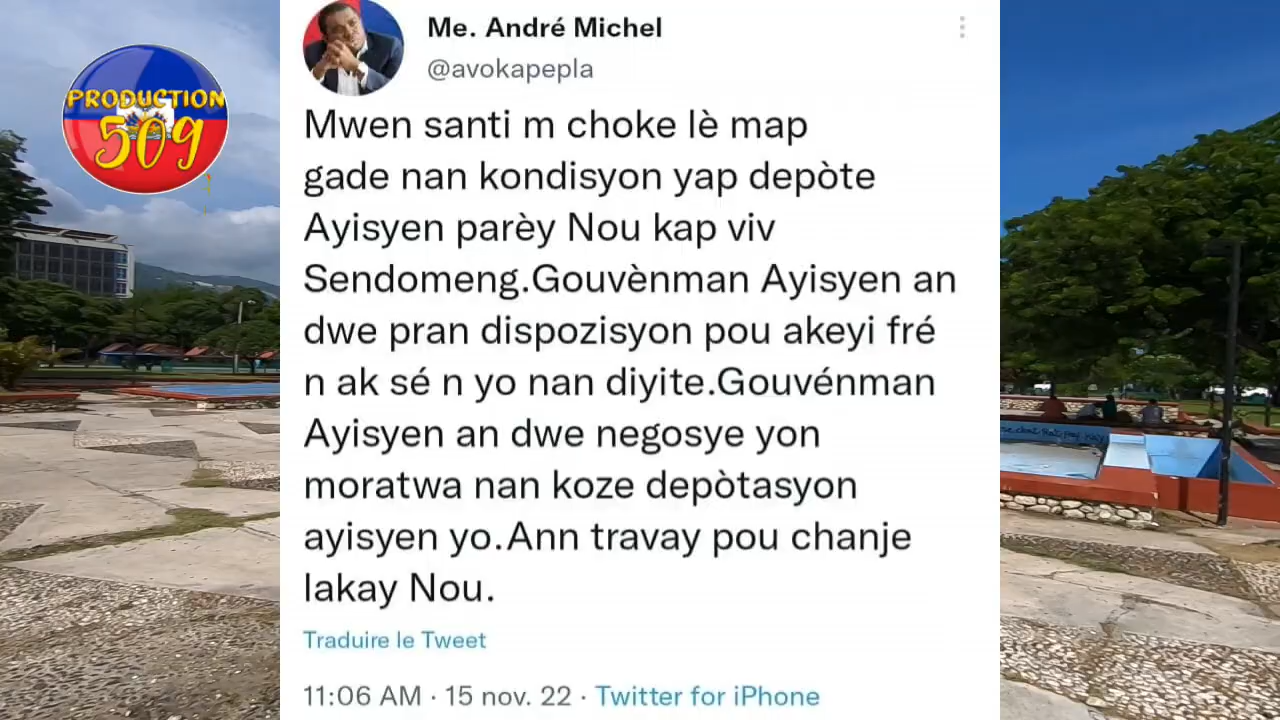 PRODUCTION
509
Me. André Michel
@avokapepla
Mwen santi m choke lè map
gade nan kondisyon yap depòte
Ayisyen parèy Nou kap viv
Sendomeng.Gouvènman Ayisyen an
dwe pran dispozisyon pou akeyi fré
n ak sé n yo nan diyite.Gouvénman
Ayisyen an dwe negosye yon
moratwa nan koze depòtasyon
ayisyen yo.Ann travay pou chanje
lakay Nou.
Traduire le Tweet
11:06 AM · 15 nov. 22 · Twitter for iPhone